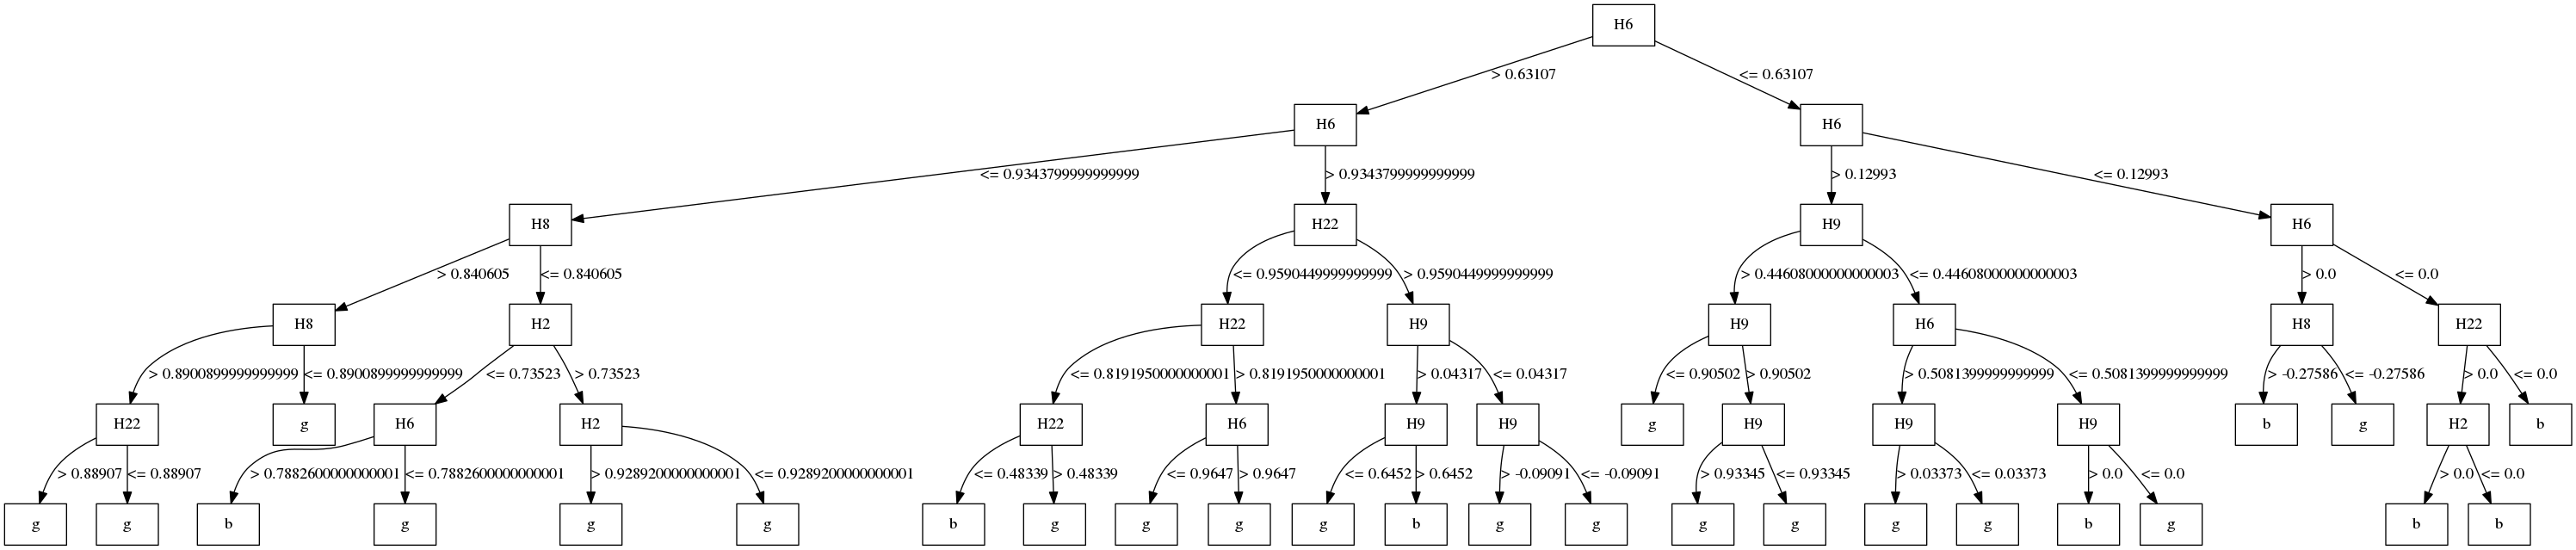 H6
> 0.63107 <= 0.63107
H6 H6
<= 0.9343799999999999 > 0.9343799999999999 > 0.12993 <= 0.12993
H8 H22 H9 H6
> 0.840605 <= 0.840605 <= 0.9590449999999999 > 0.9590449999999999 > 0.44608000000000003 <= 0.44608000000000003 > 0.0 <= 0.0
H8 H2 H22 H9 H9 H6 H8 H22
> 0.8900899999999999 <= 0.8900899999999999 <= 0.73523 > 0.73523 <= 0.8191950000000001 > 0.8191950000000001 > 0.04317 <= 0.04317 <= 0.90502 > 0.90502 > 0.5081399999999999 <= 0.5081399999999999 > -0.27586 <= -0.27586 > 0.0 <= 0.0
H22 g H6 H2 H22 H6 H9 H9 g H9 H9 H9 b g H2 b
> 0.88907 <= 0.88907 > 0.7882600000000001 <= 0.7882600000000001 > 0.9289200000000001 <= 0.9289200000000001 <= 0.48339 > 0.48339 <= 0.9647 > 0.9647 <= 0.6452 > 0.6452 > -0.09091 <= -0.09091 > 0.93345 <= 0.93345 > 0.03373 <= 0.03373 > 0.0 <= 0.0 > 0.0 <= 0.0
g g b g g g b g g g g b g g g g g g b g b b